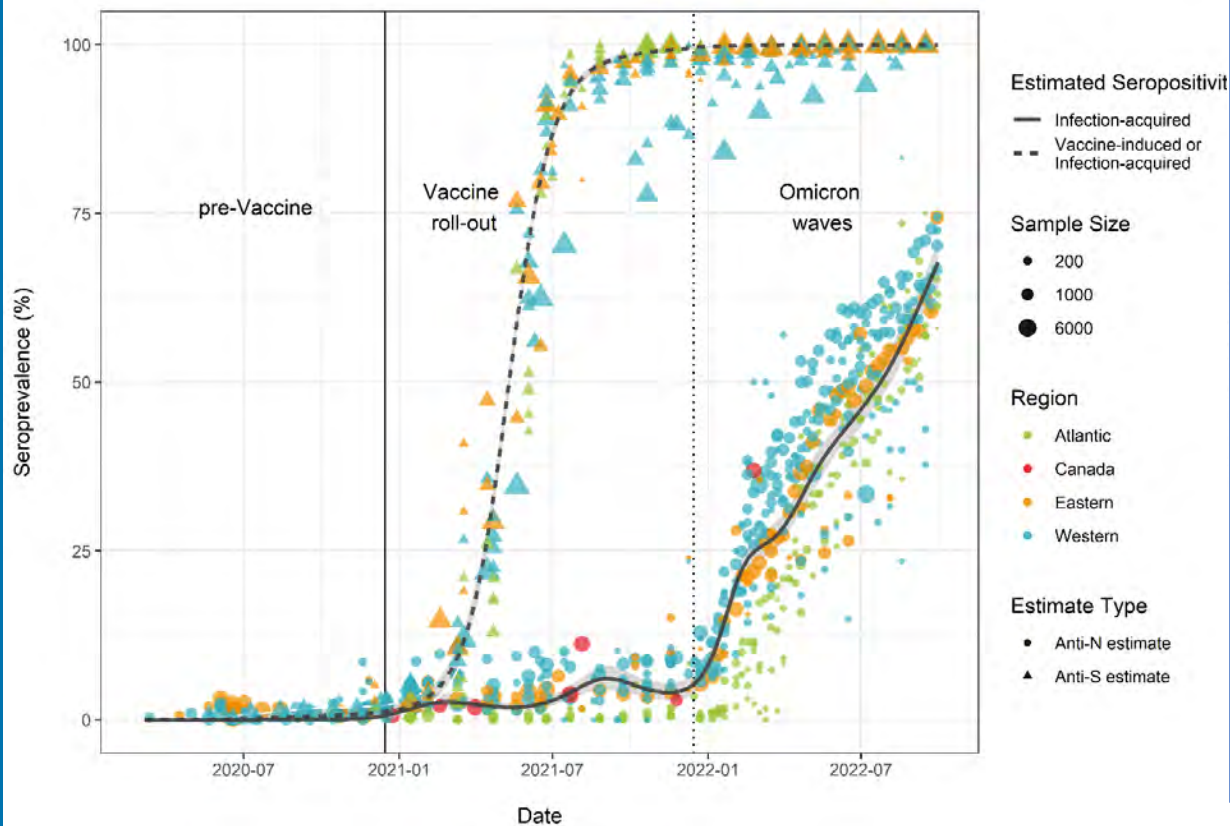 100
75
50
25
0
Seroprevalence (%)
pre-Vaccine
Vaccine
roll-out
Omicron
waves
2020-07
2021-01
2021-07
2022-01
2022-07
Date
Estimated Seropositivit
Infection-acquired
Vaccine-induced or
Infection-acquired
Sample Size
200
1000
6000
Region
Atlantic
Canada
Eastern
Western
Estimate Type
Anti-N estimate
Anti-S estimate